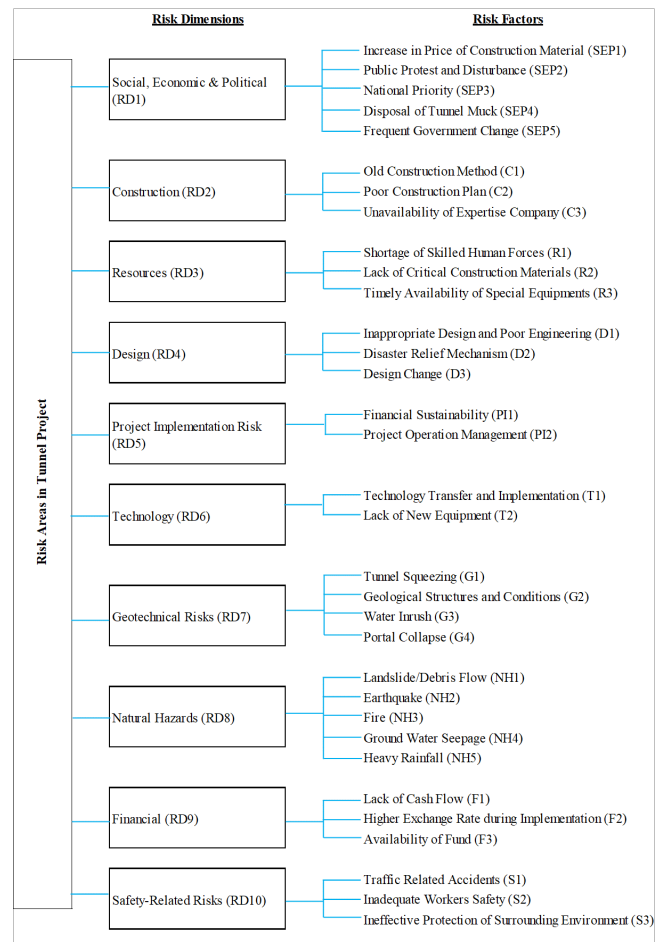 Risk Dimensions
Risk Factors
Risk Areas in Tunnel Project
Social, Economic & Political
(RD1)
Increase in Price of Construction Material (SEP1)
Public Protest and Disturbance (SEP2)
National Priority (SEP3)
Disposal of Tunnel Muck (SEP4)
Frequent Government Change (SEP5)
Construction (RD2)
Old Construction Method (C1)
Poor Construction Plan (C2)
Unavailability of Expertise Company (C3)
Resources (RD3)
Shortage of Skilled Human Forces (R1)
Lack of Critical Construction Materials (R2)
Timely Availability of Special Equipments (R3)
Design (RD4)
Inappropriate Design and Poor Engineering (D1)
Disaster Relief Mechanism (D2)
Design Change (D3)
Project Implementation Risk
(RD5)
Financial Sustainability (PI1)
Project Operation Management (PI2)
Technology (RD6)
Technology Transfer and Implementation (T1)
Lack of New Equipment (T2)
Geotechnical Risks (RD7)
Tunnel Squeezing (G1)
Geological Structures and Conditions (G2)
Water Inrush (G3)
Portal Collapse (G4)
Natural Hazards (RD8)
Landslide/Debris Flow (NH1)
Earthquake (NH2)
Fire (NH3)
Ground Water Seepage (NH4)
Heavy Rainfall (NH5)
Financial (RD9)
Lack of Cash Flow (F1)
Higher Exchange Rate during Implementation (F2)
Availability of Fund (F3)
Safety-Related Risks (RD10)
Traffic Related Accidents (S1)
Inadequate Workers Safety (S2)
Ineffective Protection of Surrounding Environment (S3)